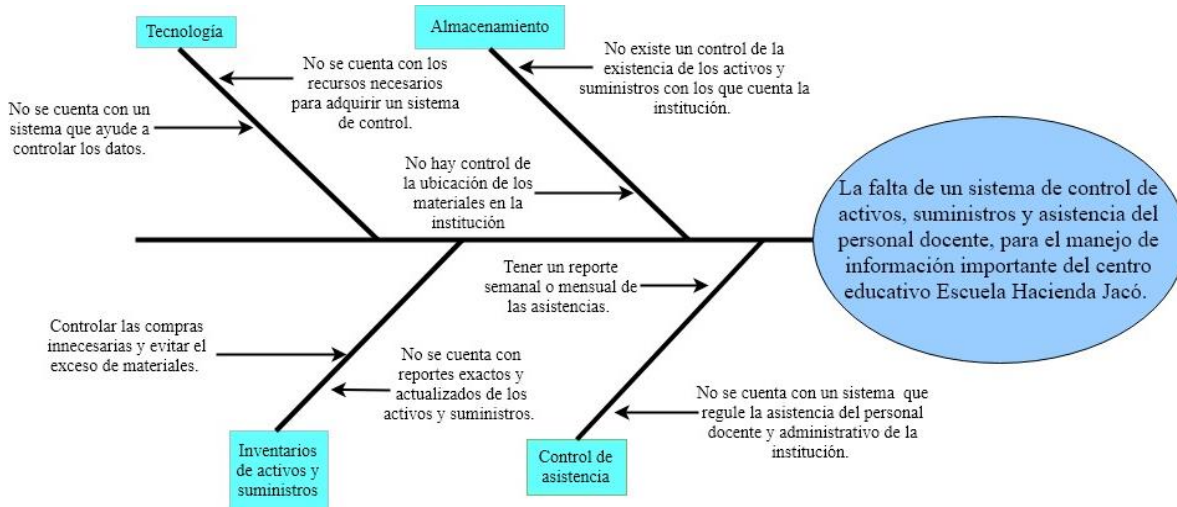 Tecnología
No se cuenta con los
recursos necesarios
para adquirir un sistema
de control.
No se cuenta con un
sistema que ayude a
controlar los datos.
Almacenamiento
No existe un control de la
existencia de los activos y
suministros con los que cuenta la
institución.
No hay control de
la ubicación de los
materiales en la
institución
La falta de un sistema de control de
activos, suministros y asistencia del
personal docente, para el manejo de
información importante del centro
educativo Escuela Hacienda Jacó.
Controlar las compras
innecesarias y evitar el
exceso de materiales.
No se cuenta con
reportes exactos y
actualizados de los
activos y suministros.
Inventarios
de activos y
suministros
Tener un reporte
semanal o mensual de
las asistencias.
No se cuenta con un sistema que
regule la asistencia del personal
docente y administrativo de la
institución.
Control de
asistencia